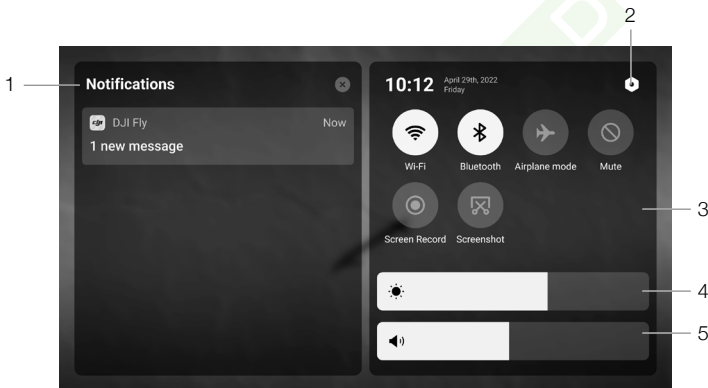 2
1
Notifications
DJI Fly
Now
1 new message
10:12
April 29th, 2022
Friday
Wi-Fi
Bluetooth
Airplane mode
Mute
Screen Record
Screenshot
3
4
5